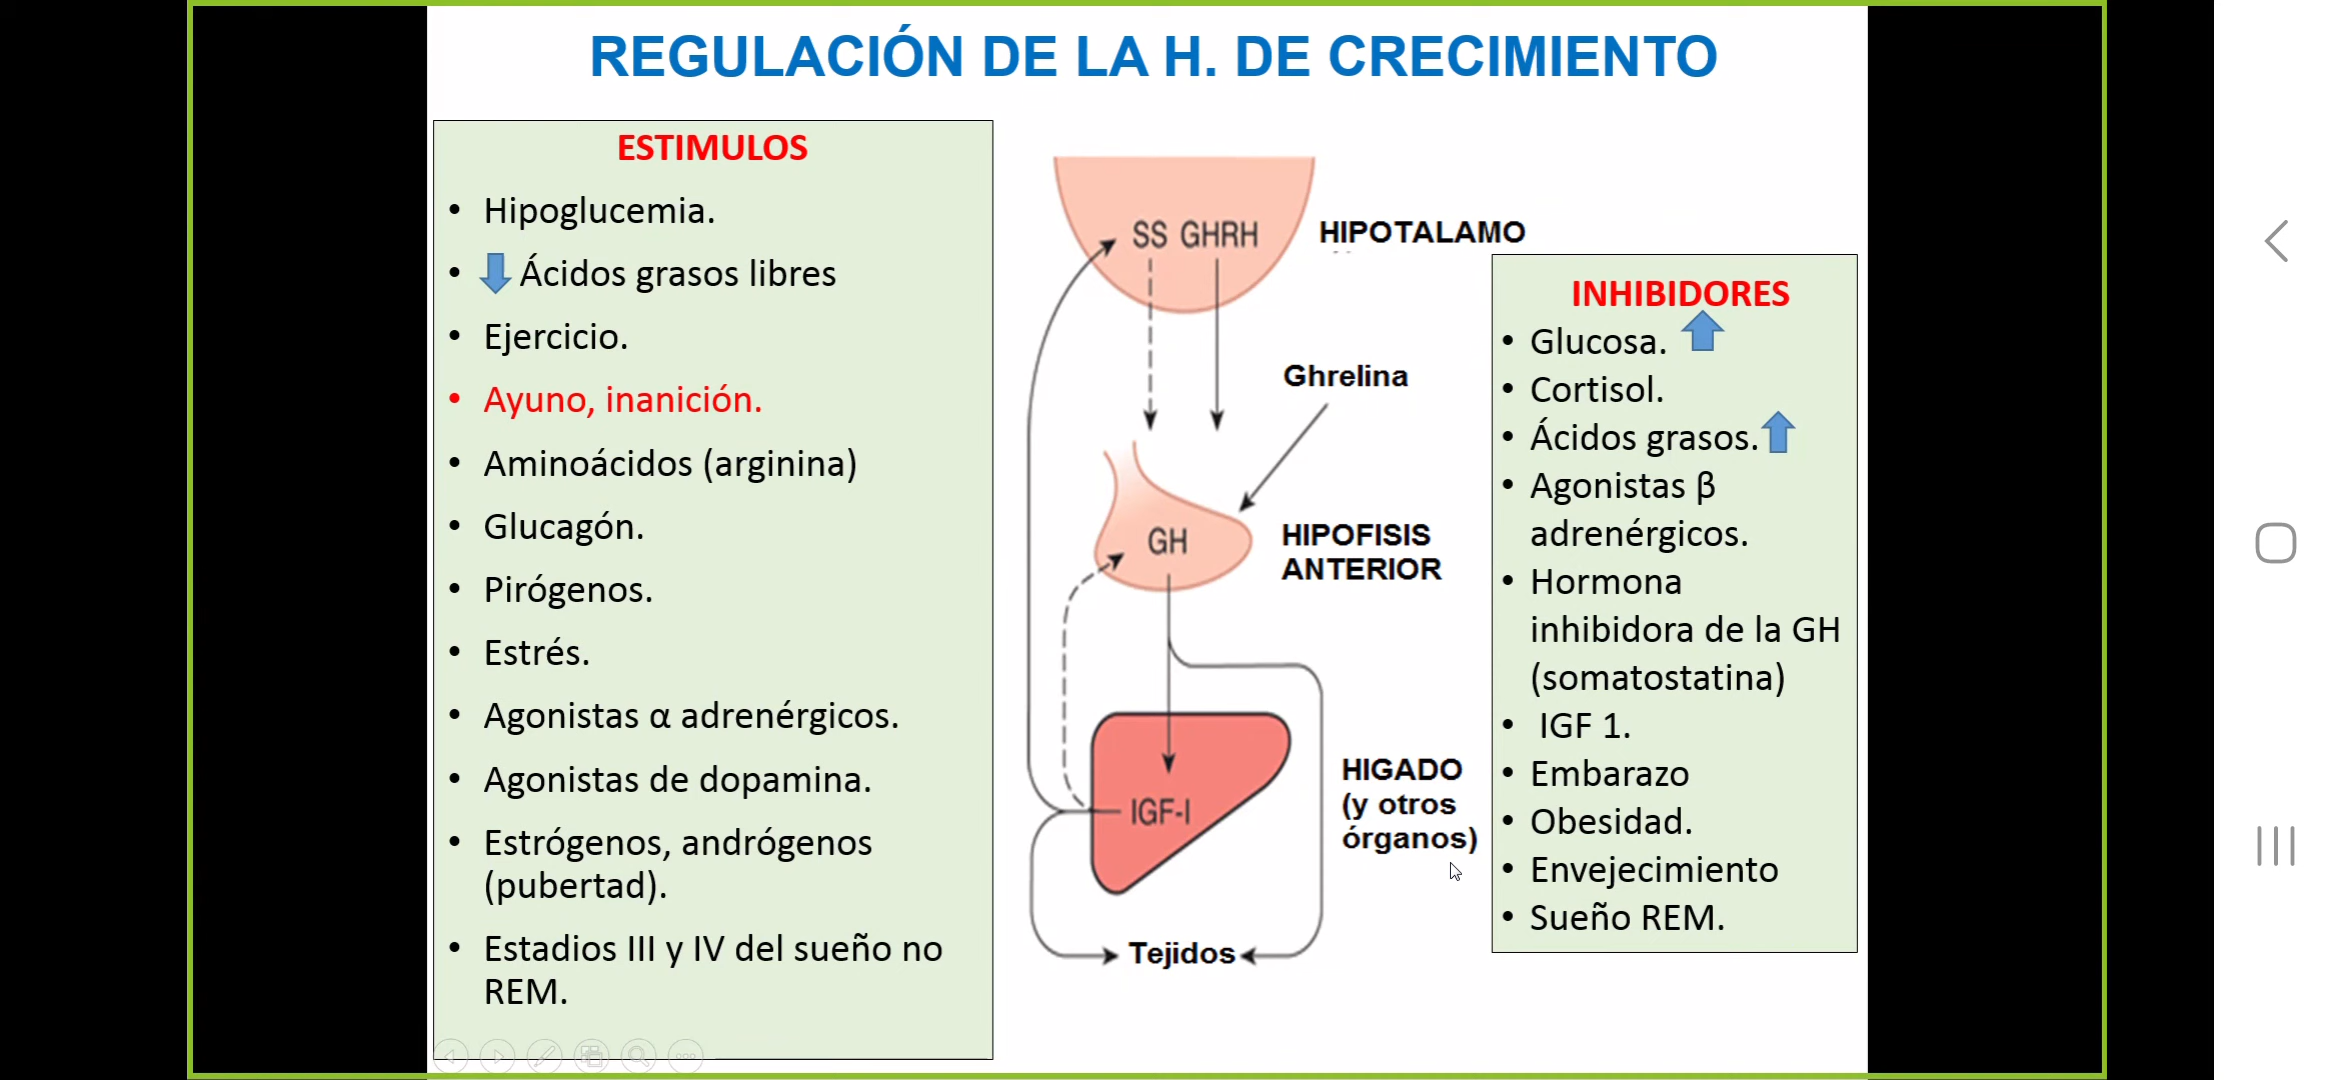 REGULACIÓN DE LA H. DE CRECIMIENTO
ESTIMULOS
• Hipoglucemia.
• Ácidos grasos libres
• Ejercicio.
• Ayuno, inanición.
• Aminoácidos (arginina)
• Glucagón.
• Pirógenos.
• Estrés.
• Agonistas α adrenérgicos.
• Agonistas de dopamina.
• Estrógenos, andrógenos
(pubertad).
• Estadios III y IV del sueño no
REM.
SS GHRH
HIPOTALAMO
Ghrelina
GH
HIPOFISIS
ANTERIOR
IGF-I
HIGADO
(y otros
órganos)
Tejidos
INHIBIDORES
• Glucosa.
• Cortisol.
• Ácidos grasos.
• Agonistas β
adrenérgicos.
• Hormona
inhibidora de la GH
(somatostatina)
• IGF 1.
• Embarazo
• Obesidad.
• Envejecimiento
• Sueño REM.